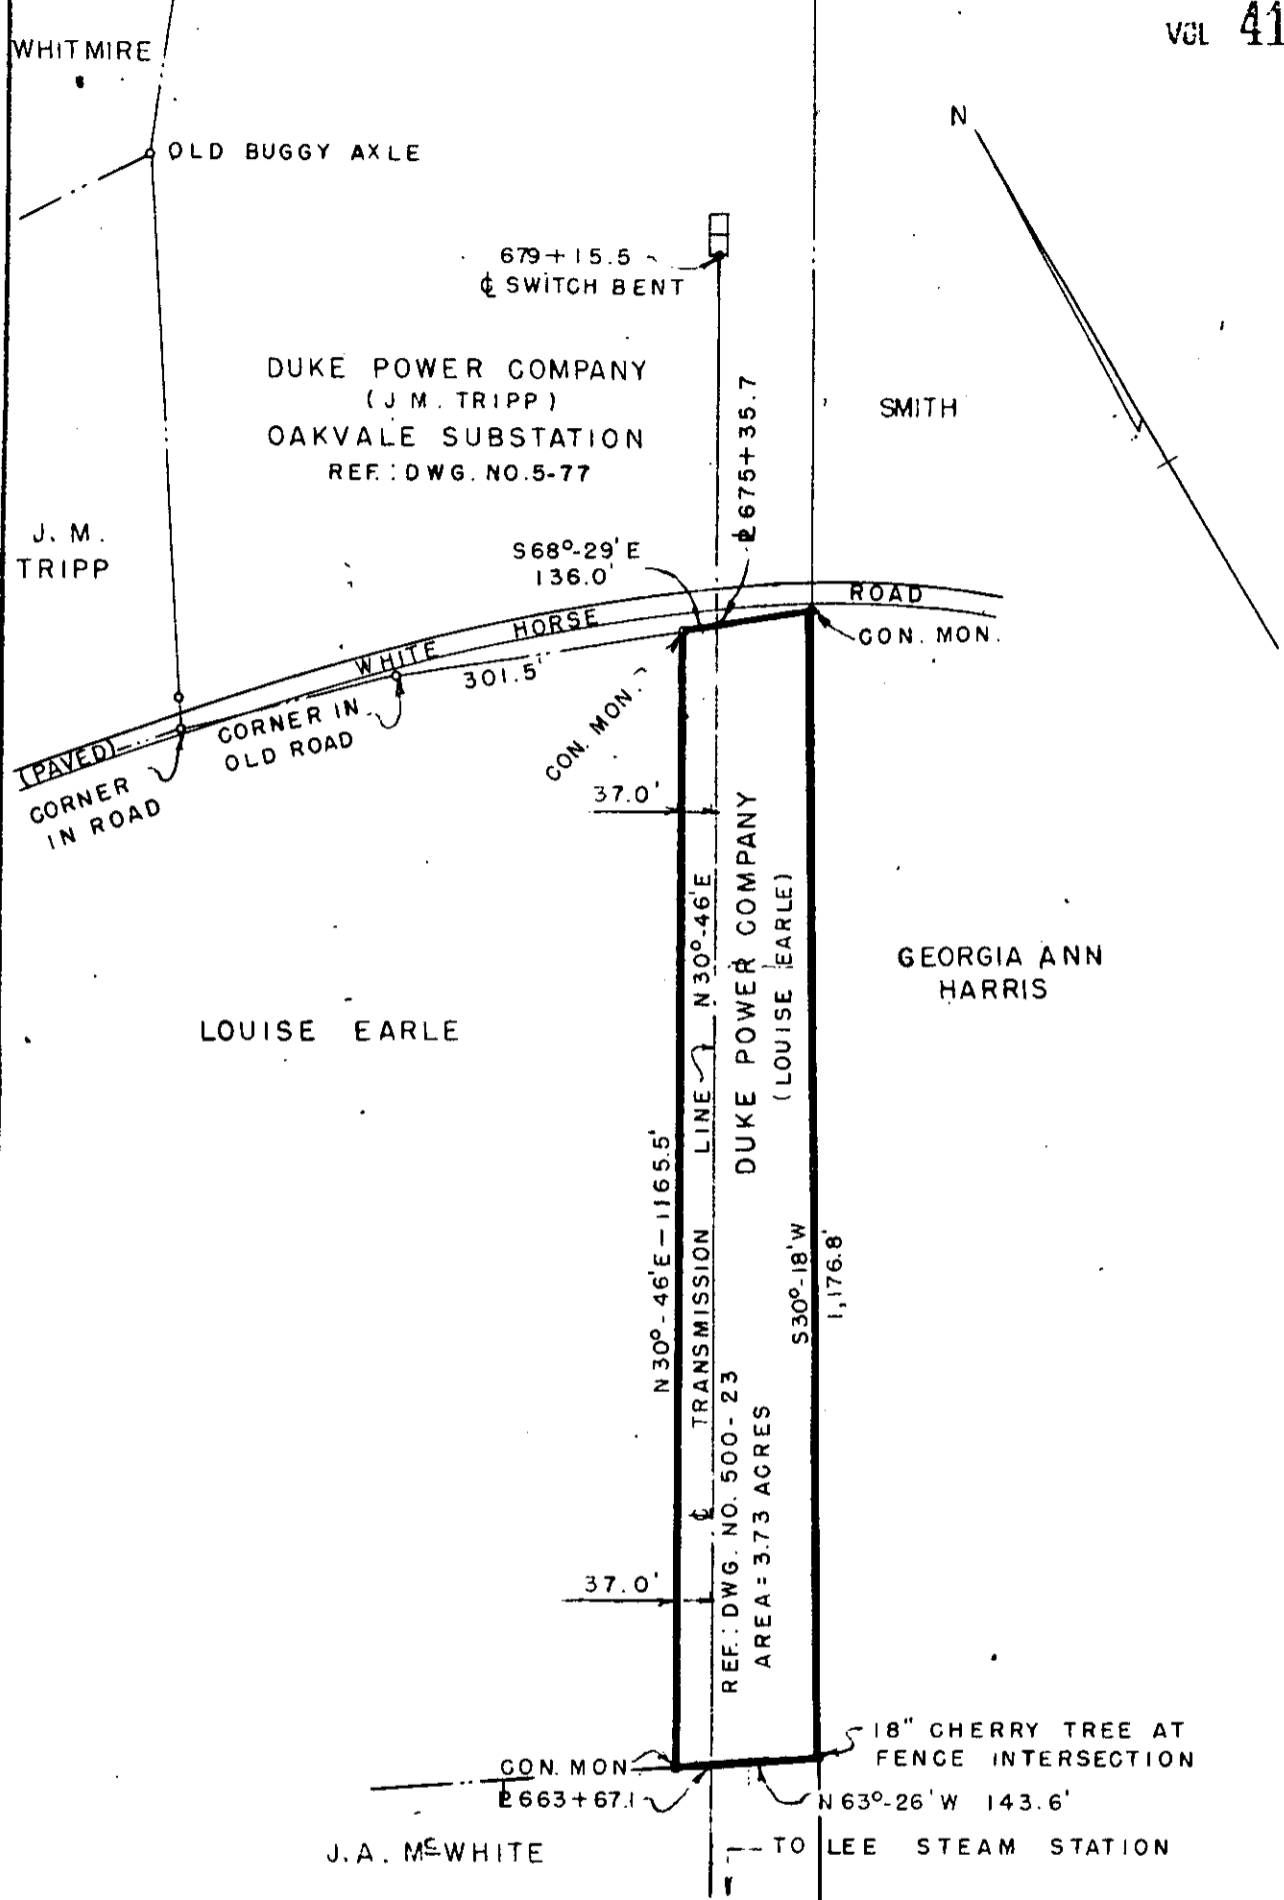 VOL 41
WHITMIRE
OLD BUGGY AXLE
N
679+15.5
℄ SWITCH BENT
DUKE POWER COMPANY
(J M. TRIPP)
OAKVALE SUBSTATION
REF.: DWG. NO.5-77
SMITH
J. M.
TRIPP
675+35.7
S68°-29'E
136.0'
WHITE HORSE ROAD
(PAVED)
CON. MON.
301.5'
CON. MON.
CORNER IN
OLD ROAD
CORNER
IN ROAD
37.0'
DUKE POWER COMPANY
(LOUISE EARLE)
GEORGIA ANN
HARRIS
LOUISE EARLE
N30°-46'E-1165.5'
℄ TRANSMISSION LINE N30°-46'E
S30°-18'W
1,176.8'
REF.: DWG. NO. 500-23
AREA=3.73 ACRES
37.0'
18" CHERRY TREE AT
FENCE INTERSECTION
CON. MON
663+67.1
N63°-26'W 143.6'
J.A. McWHITE
TO LEE STEAM STATION